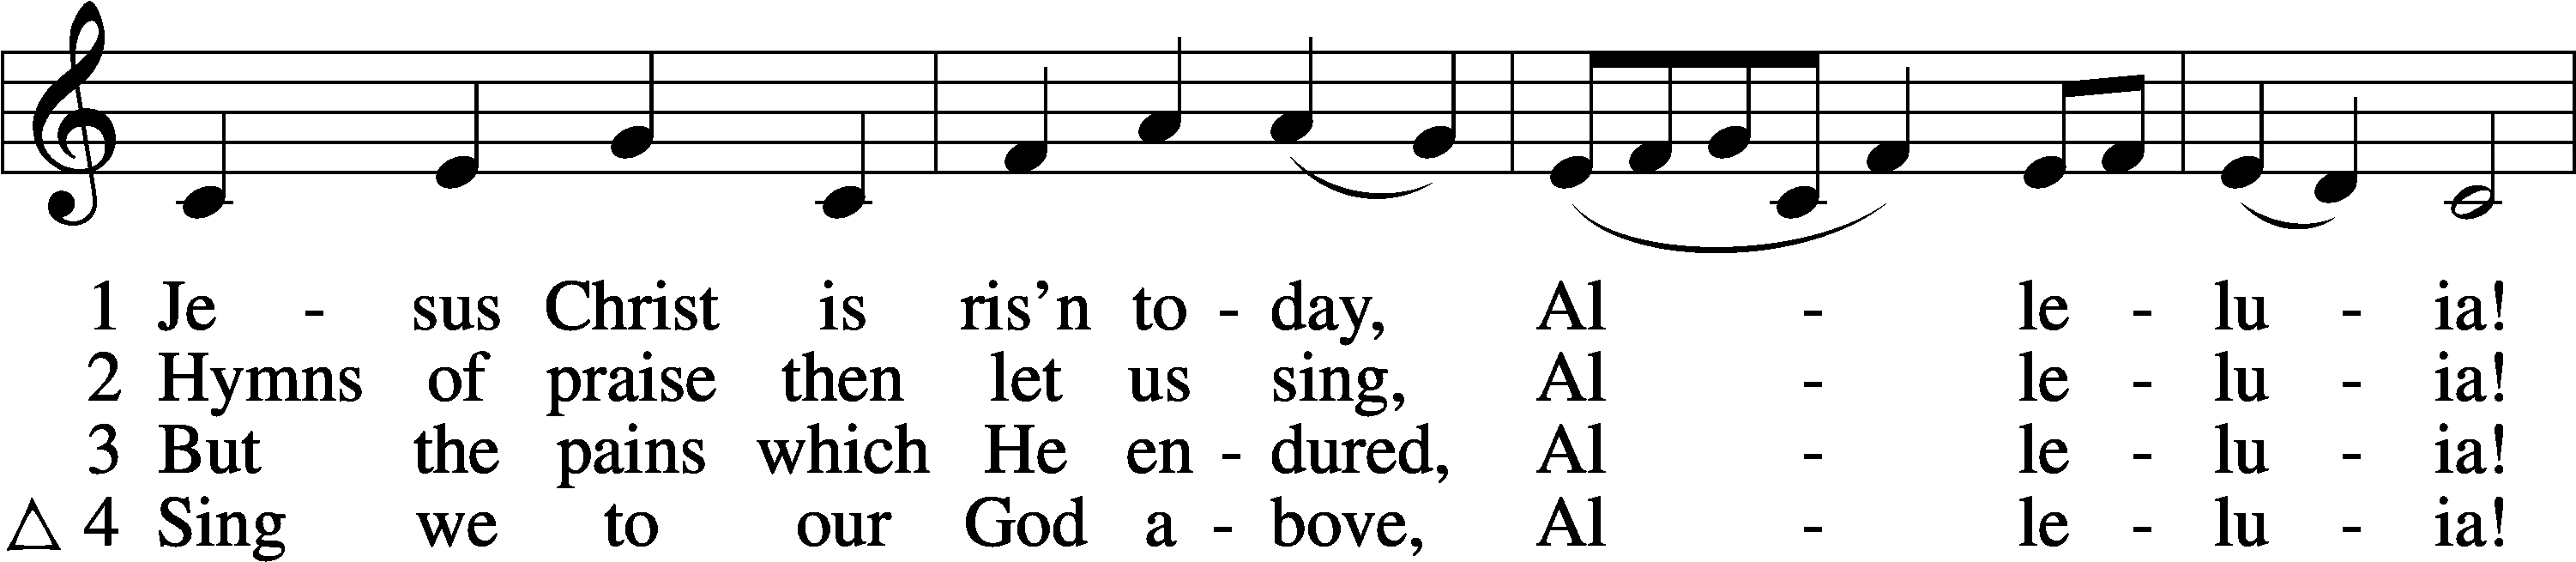 1 Je - sus Christ is ris’n to - day, Al - le - lu - ia!
2 Hymns of praise then let us sing, Al - le - lu - ia!
3 But the pains which He en - dured, Al - le - lu - ia!
△ 4 Sing we to our God a - bove, Al - le - lu - ia!